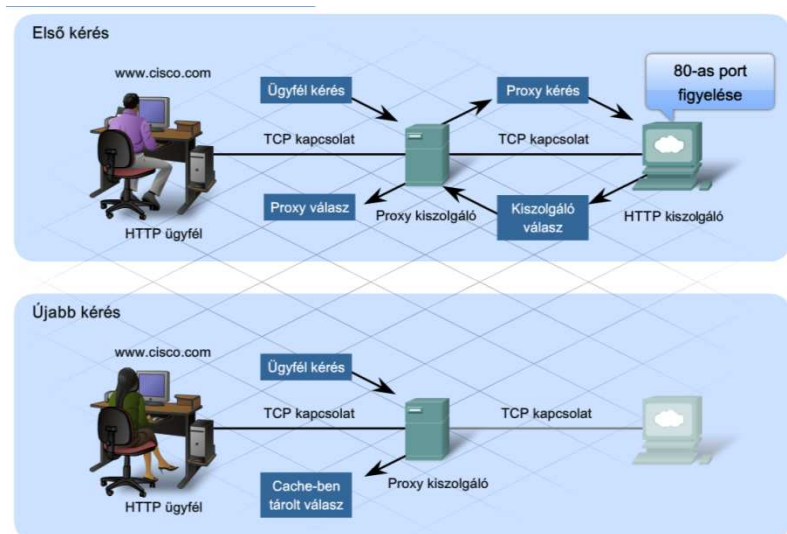 Első kérés
www.cisco.com
Ügyfél kérés
Proxy kérés
80-as port
figyelése
TCP kapcsolat
TCP kapcsolat
Proxy válasz
Proxy kiszolgáló
Kiszolgáló
válasz
HTTP kiszolgáló
HTTP ügyfél
Újabb kérés
www.cisco.com
Ügyfél kérés
TCP kapcsolat
TCP kapcsolat
Cache-ben
tárolt válasz
Proxy kiszolgáló
HTTP ügyfél